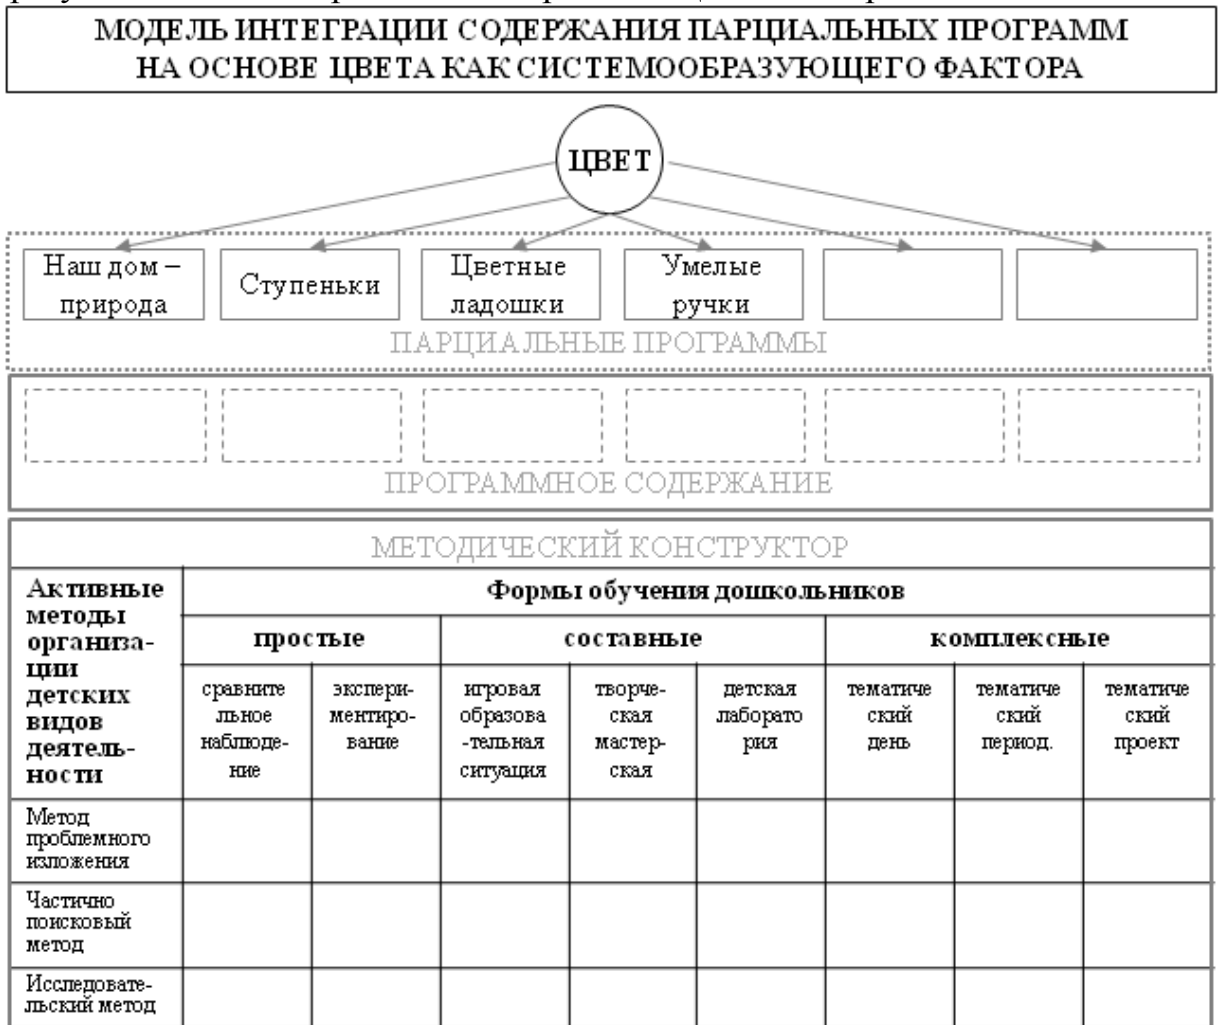 МОДЕЛЬ ИНТЕГРАЦИИ СОДЕРЖАНИЯ ПАРЦИАЛЬНЫХ ПРОГРАММ
НА ОСНОВЕ ЦВЕТА КАК СИСТЕМООБРАЗУЮЩЕГО ФАКТОРА
ЦВЕТ
Наш дом –
природа
Ступеньки
Цветные
ладошки
Умелые
ручки
ПАРЦИАЛЬНЫЕ ПРОГРАММЫ
ПРОГРАММНОЕ СОДЕРЖАНИЕ
МЕТОДИЧЕСКИЙ КОНСТРУКТОР
Активные
методы
организа-
ции
детских
видов
деятель-
ности
Формы обучения дошкольников
простые
составные
комплексные
сравните
льное
наблюде-
ние
экспери-
ментиро-
вание
игровая
образова
-тельная
ситуация
творче-
ская
мастер-
ская
детская
лаборато
рия
тематиче
ский
день
тематиче
ский
период.
тематиче
ский
проект
Метод
проблемного
изложения
Частично
поисковый
метод
Исследовате-
льский метод